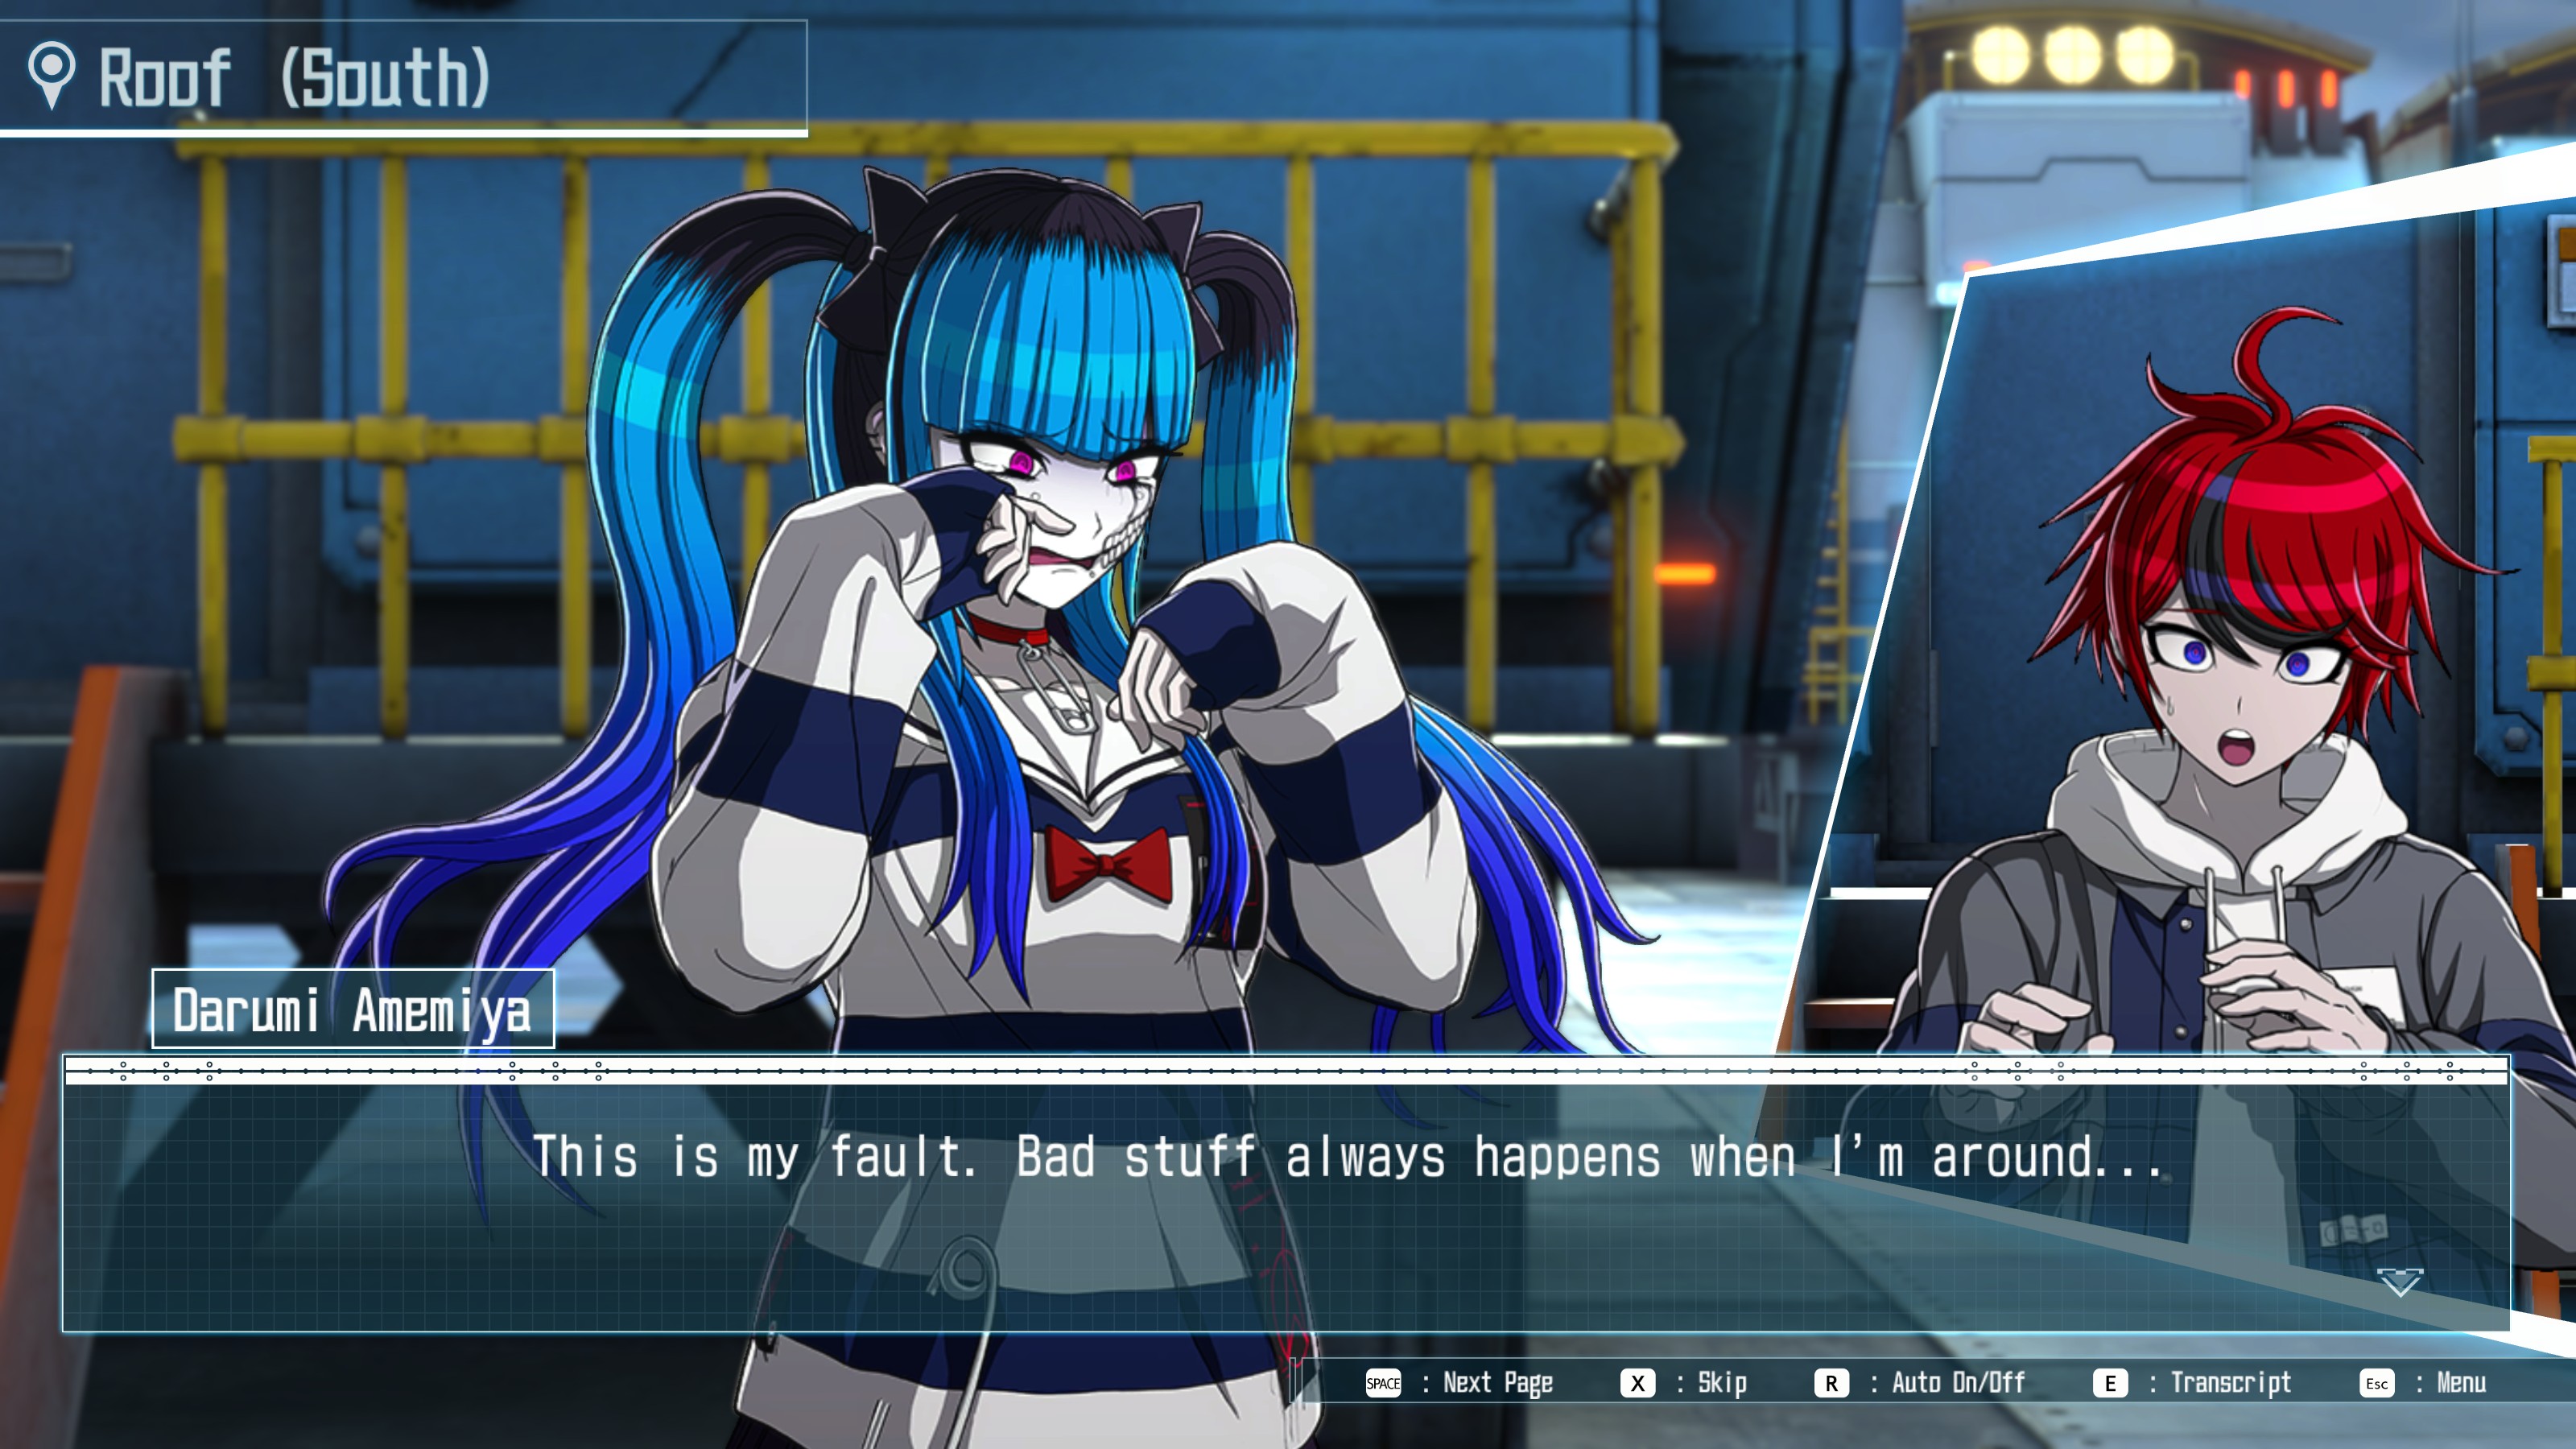 Roof (South)
Darumi Amemiya
This is my fault. Bad stuff always happens when I'm around...
SPACE : Next Page X : Skip R : Auto On/Off E : Transcript Esc : Menu